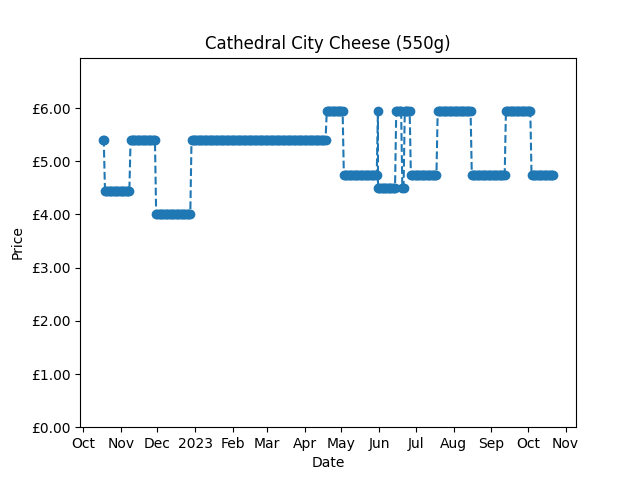 Cathedral City Cheese (550g)
£6.00
£5.00
£4.00
£3.00
£2.00
£1.00
£0.00
Price
Oct Nov Dec 2023 Feb Mar Apr May Jun Jul Aug Sep Oct Nov
Date